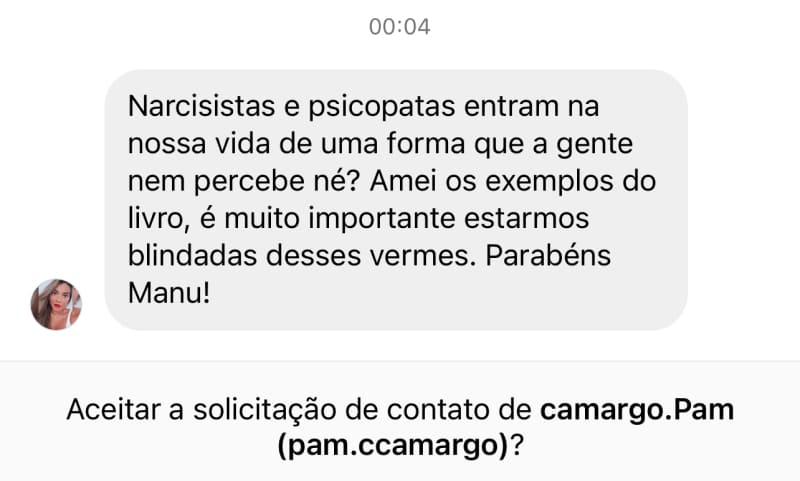 00:04
Narcisistas e psicopatas entram na
nossa vida de uma forma que a gente
nem percebe né? Amei os exemplos do
livro, é muito importante estarmos
blindadas desses vermes. Parabéns
Manu!
Aceitar a solicitação de contato de camargo.Pam
(pam.ccamargo)?